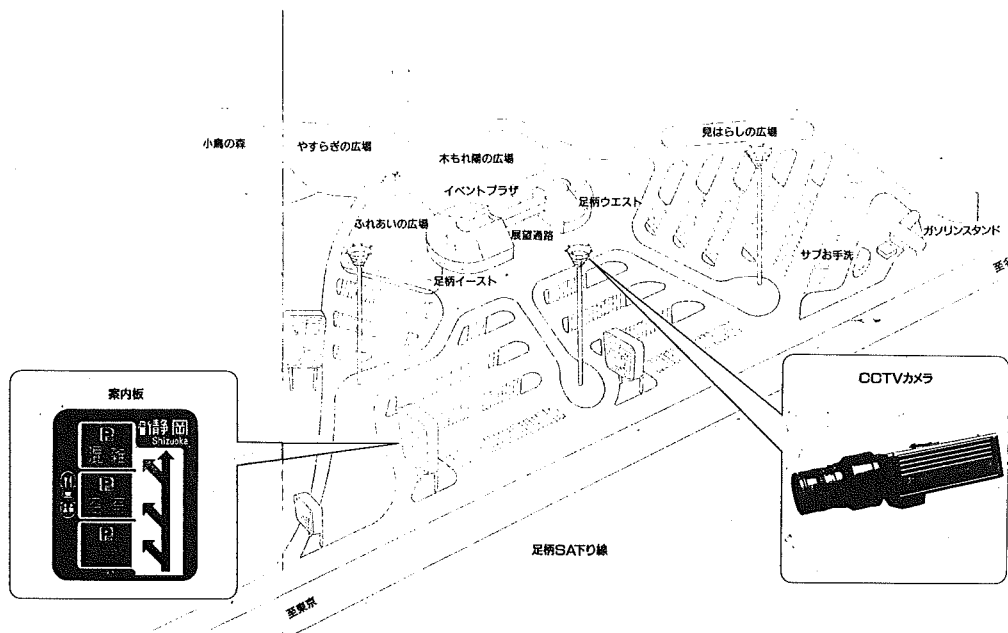 見はらしの広場
小鳥の森
やすらぎの広場
木もれ陽の広場
イベントプラザ
足柄ウエスト
ふれあいの広場
展望通路
ガソリンスタンド
サブお手洗
足柄イースト
至名
案内板
静岡
Shizuoka
P
混雑
P
P
CCTVカメラ
足柄SA下り線
至東京